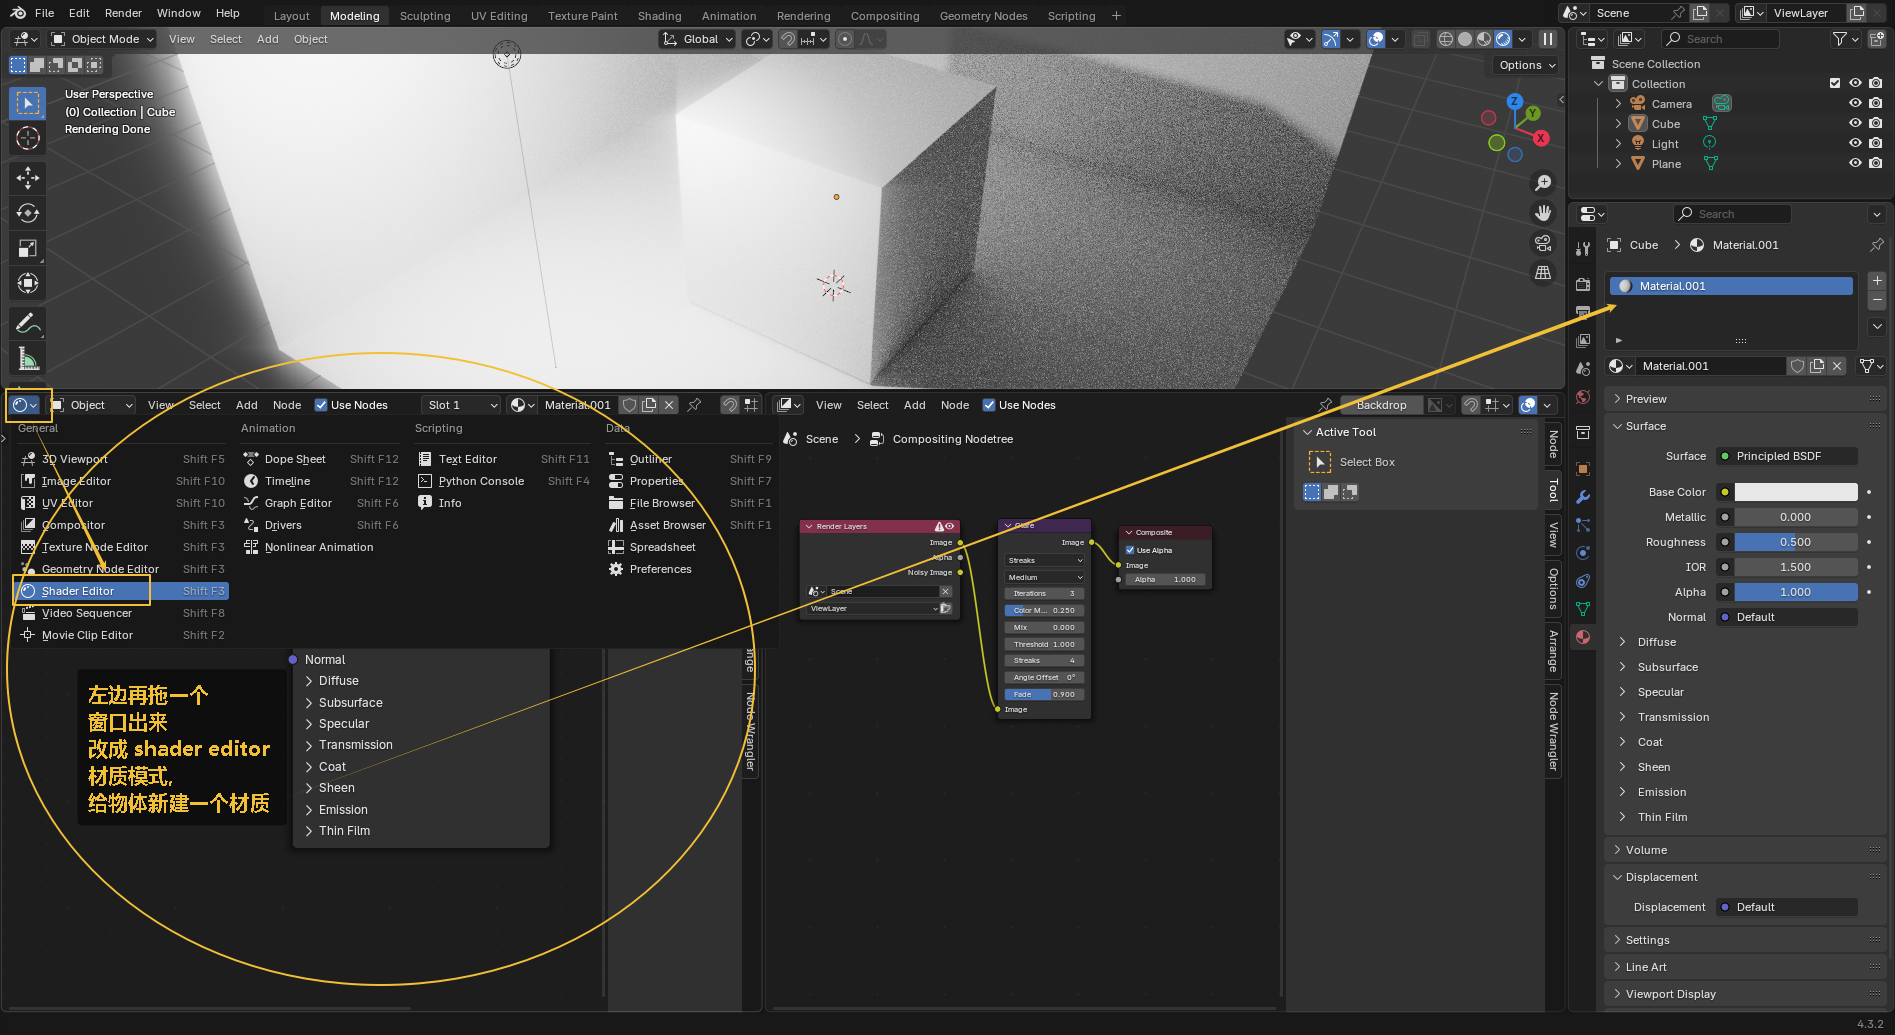 File Edit Render Window Help Layout Modeling Sculpting UV Editing Texture Paint Shading Animation Rendering Compositing Geometry Nodes Scripting + Scene ViewLayer
Object Mode View Select Add Object Global Search
Options
User Perspective
(0) Collection | Cube
Rendering Done
Z
Y
X
Scene Collection
Collection
Camera
Cube
Light
Plane
Search
Cube > Material.001
Material.001
Material.001
Preview
Surface
Surface Principled BSDF
Base Color
Metallic 0.000
Roughness 0.500
IOR 1.500
Alpha 1.000
Normal Default
Diffuse
Subsurface
Specular
Transmission
Coat
Sheen
Emission
Thin Film
Volume
Displacement
Displacement Default
Settings
Line Art
Viewport Display
4.3.2
Object View Select Add Node Use Nodes Slot 1 Material.001
General Animation Scripting Data
3D Viewport Shift F5 Dope Sheet Shift F12 Text Editor Shift F11 Outliner Shift F9
Image Editor Shift F10 Timeline Shift F12 Python Console Shift F4 Properties Shift F7
UV Editor Shift F10 Graph Editor Shift F6 Info File Browser Shift F1
Compositor Shift F3 Drivers Shift F6 Asset Browser Shift F1
Texture Node Editor Shift F3 Nonlinear Animation Spreadsheet
Geometry Node Editor Shift F3 Preferences
Shader Editor Shift F3
Video Sequencer Shift F8
Movie Clip Editor Shift F2
Normal
Diffuse
Subsurface
Specular
Transmission
Coat
Sheen
Emission
Thin Film
左边再拖一个
窗口出来
改成 shader editor
材质模式,
给物体新建一个材质
Node Wrangler
View Select Add Node Use Nodes Backdrop
Scene > Compositing Nodetree
Render Layers
Image
Alpha
Noisy Image
Scene
ViewLayer
Glare
Image
Streaks
Medium
Iterations 3
Color M... 0.250
Mix 0.000
Threshold 1.000
Streaks 4
Angle Offset 0°
Fade 0.900
Image
Composite
Use Alpha
Image
Alpha 1.000
Active Tool
Select Box
Node
Tool
View
Options
Arrange
Node Wrangler